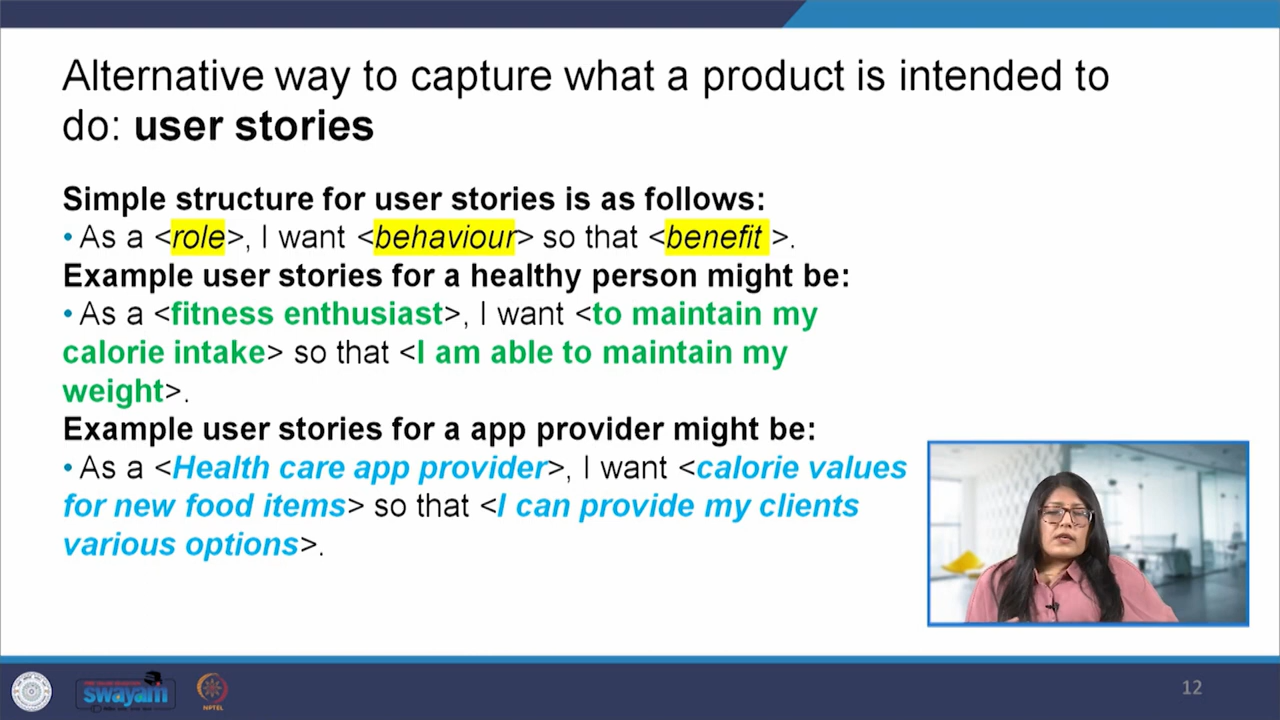 Alternative way to capture what a product is intended to
do: user stories
Simple structure for user stories is as follows:
• As a <role>, I want <behaviour> so that <benefit >.
Example user stories for a healthy person might be:
• As a <fitness enthusiast>, I want <to maintain my
calorie intake> so that <I am able to maintain my
weight>.
Example user stories for a app provider might be:
• As a <Health care app provider>, I want <calorie values
for new food items> so that <I can provide my clients
various options>.
swayam
NPTEL
12